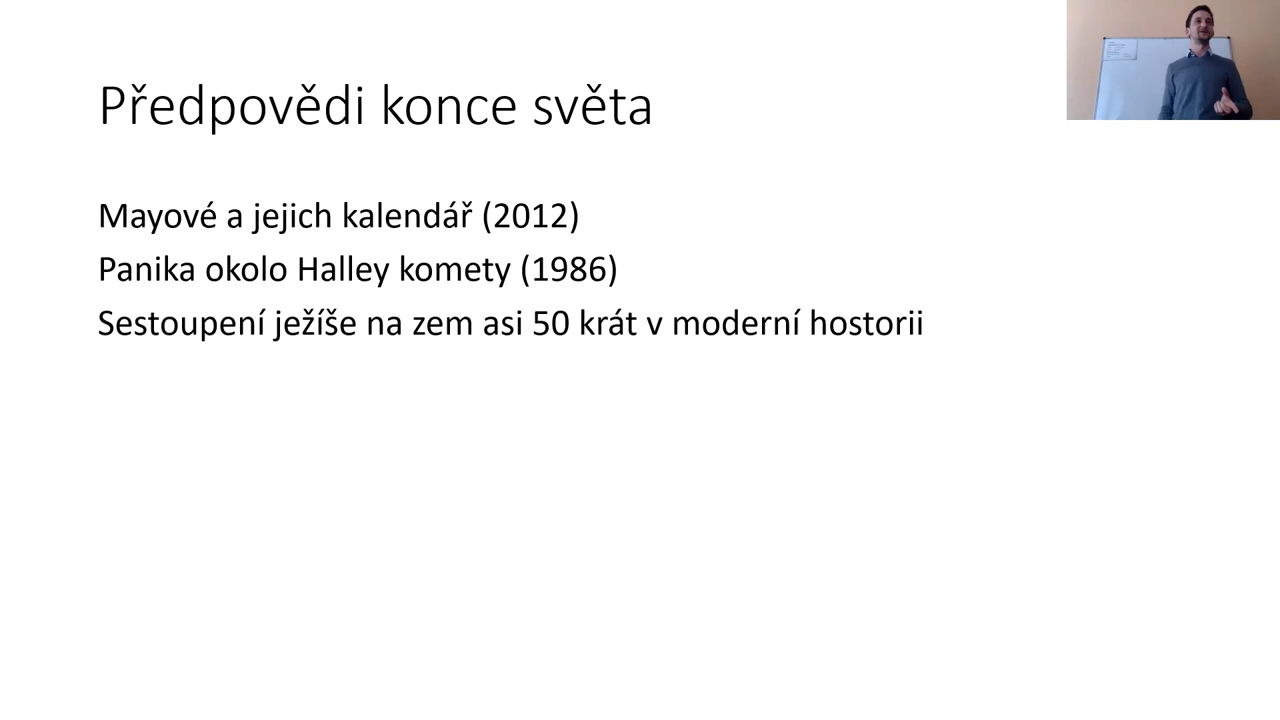 Předpovědi konce světa
Mayové a jejich kalendář (2012)
Panika okolo Halley komety (1986)
Sestoupení ježíše na zem asi 50 krát v moderní hostorii